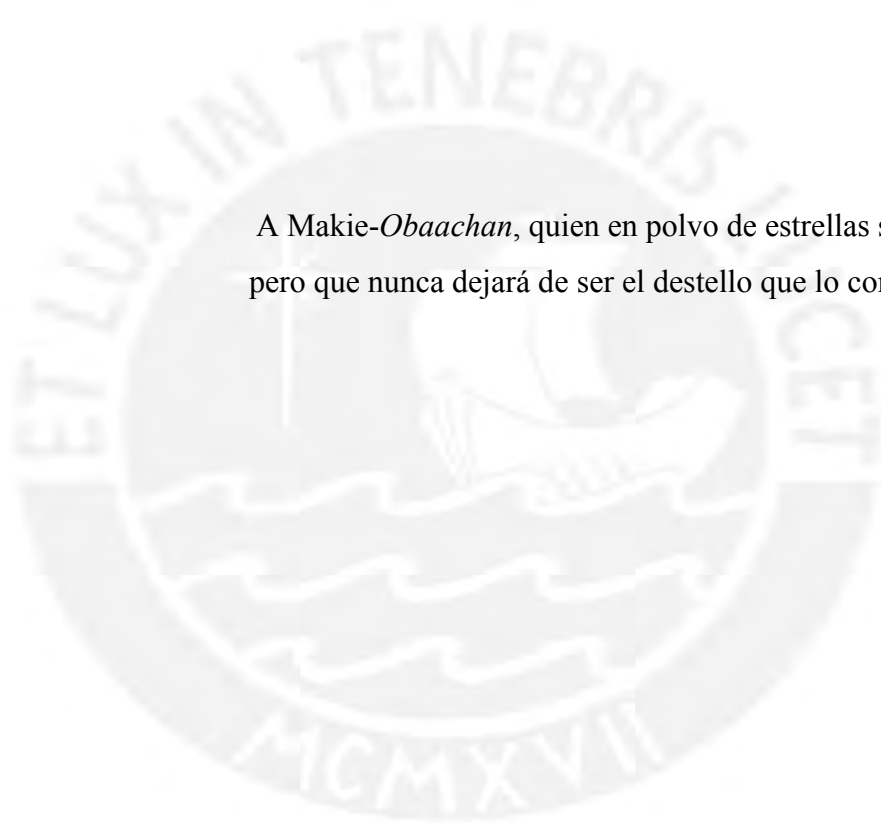 ET LUX IN TENEBRIS LUCET
A Makie-Obaachan, quien en polvo de estrellas
pero que nunca dejará de ser el destello que lo
MCMXVII